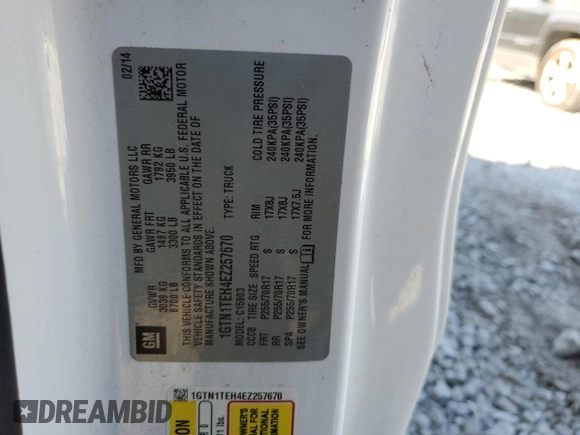 02/14
MFD BY GENERAL MOTORS LLC
GVWR GAWR FRT GAWR RR
3039 KG 1497 KG 1792 KG
6700 LB 3300 LB 3950 LB
THIS VEHICLE CONFORMS TO ALL APPLICABLE U.S. FEDERAL MOTOR
VEHICLE SAFETY STANDARDS IN EFFECT ON THE DATE OF
MANUFACTURE SHOWN ABOVE.
1GTN1TEH4EZ257670 TYPE: TRUCK
MODEL: C15903
CCCB TIRE SIZE SPEED RTG RIM COLD TIRE PRESSURE
FRT P255/70R17 S 17X8J 240KPA(35PSI)
RR P255/70R17 S 17X8J 240KPA(35PSI)
SPA P255/70R17 S 17X7.5J 240KPA(35PSI)
SEE OWNER'S MANUAL FOR MORE INFORMATION.
GM
1GTN1TEH4EZ257670
DREAMBID
.STAT